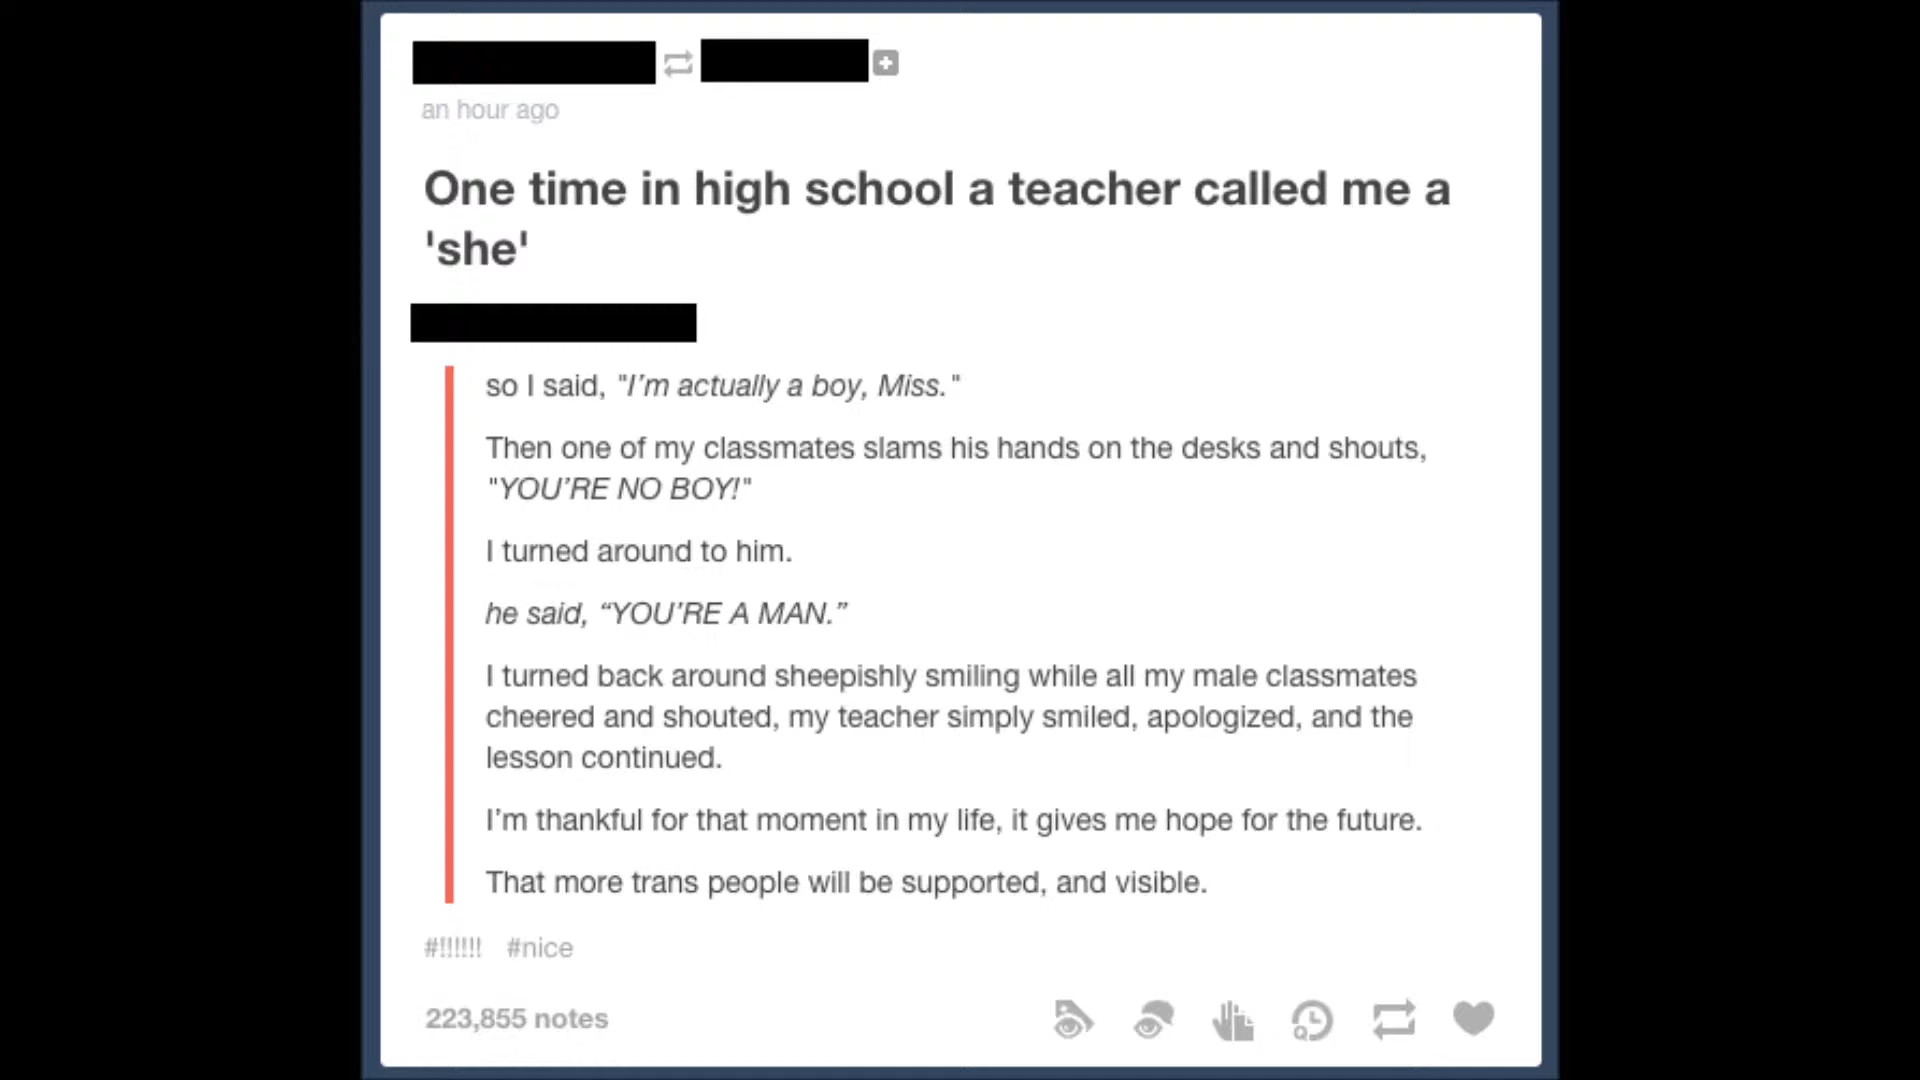 an hour ago
One time in high school a teacher called me a
'she'
so I said, "I'm actually a boy, Miss."
Then one of my classmates slams his hands on the desks and shouts,
"YOU'RE NO BOY!"
I turned around to him.
he said, “YOU'RE A MAN.”
I turned back around sheepishly smiling while all my male classmates
cheered and shouted, my teacher simply smiled, apologized, and the
lesson continued.
I'm thankful for that moment in my life, it gives me hope for the future.
That more trans people will be supported, and visible.
#!!!!!! #nice
223,855 notes